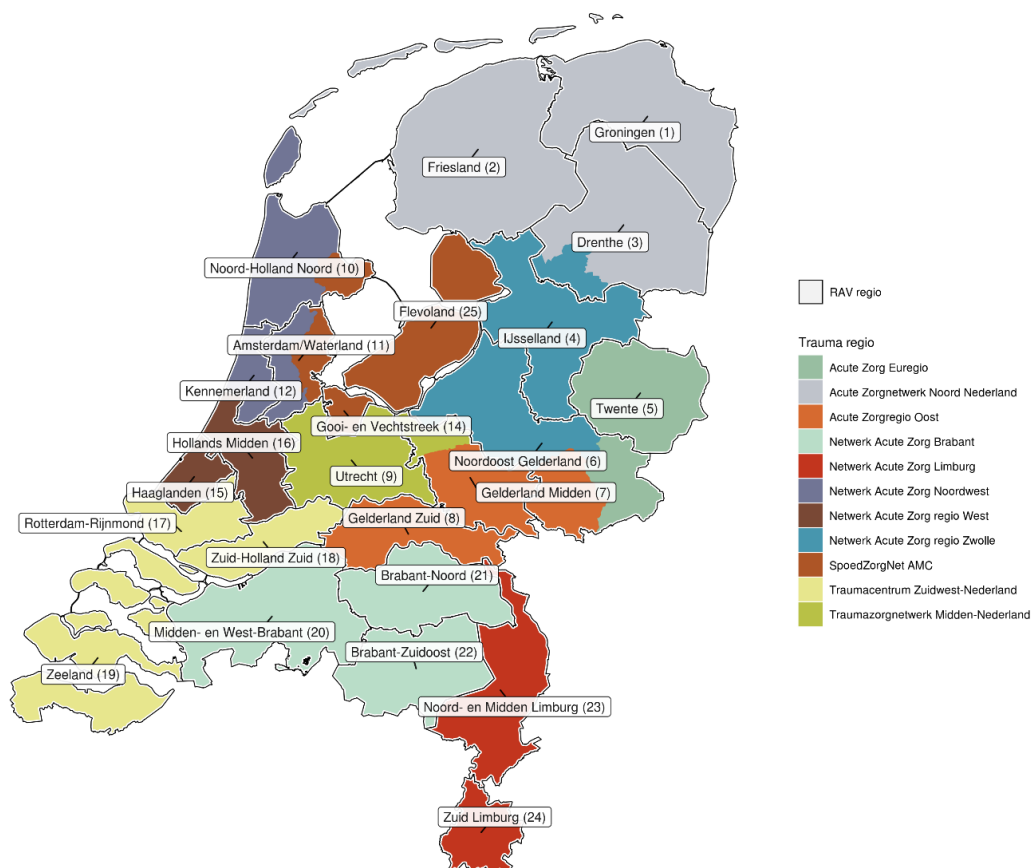 Groningen (1)
Friesland (2)
Drenthe (3)
Noord-Holland Noord (10)
Flevoland (25)
IJsselland (4)
Amsterdam/Waterland (11)
Kennemerland (12)
Twente (5)
Gooi- en Vechtstreek (14)
Hollands Midden (16)
Noordoost Gelderland (6)
Utrecht (9)
Haaglanden (15)
Gelderland Midden (7)
Rotterdam-Rijnmond (17)
Gelderland Zuid (8)
Zuid-Holland Zuid (18)
Brabant-Noord (21)
Midden- en West-Brabant (20)
Brabant-Zuidoost (22)
Zeeland (19)
Noord- en Midden Limburg (23)
Zuid Limburg (24)
RAV regio
Trauma regio
Acute Zorg Euregio
Acute Zorgnetwerk Noord Nederland
Acute Zorgregio Oost
Netwerk Acute Zorg Brabant
Netwerk Acute Zorg Limburg
Netwerk Acute Zorg Noordwest
Netwerk Acute Zorg regio West
Netwerk Acute Zorg regio Zwolle
SpoedZorgNet AMC
Traumacentrum Zuidwest-Nederland
Traumazorgnetwerk Midden-Nederland